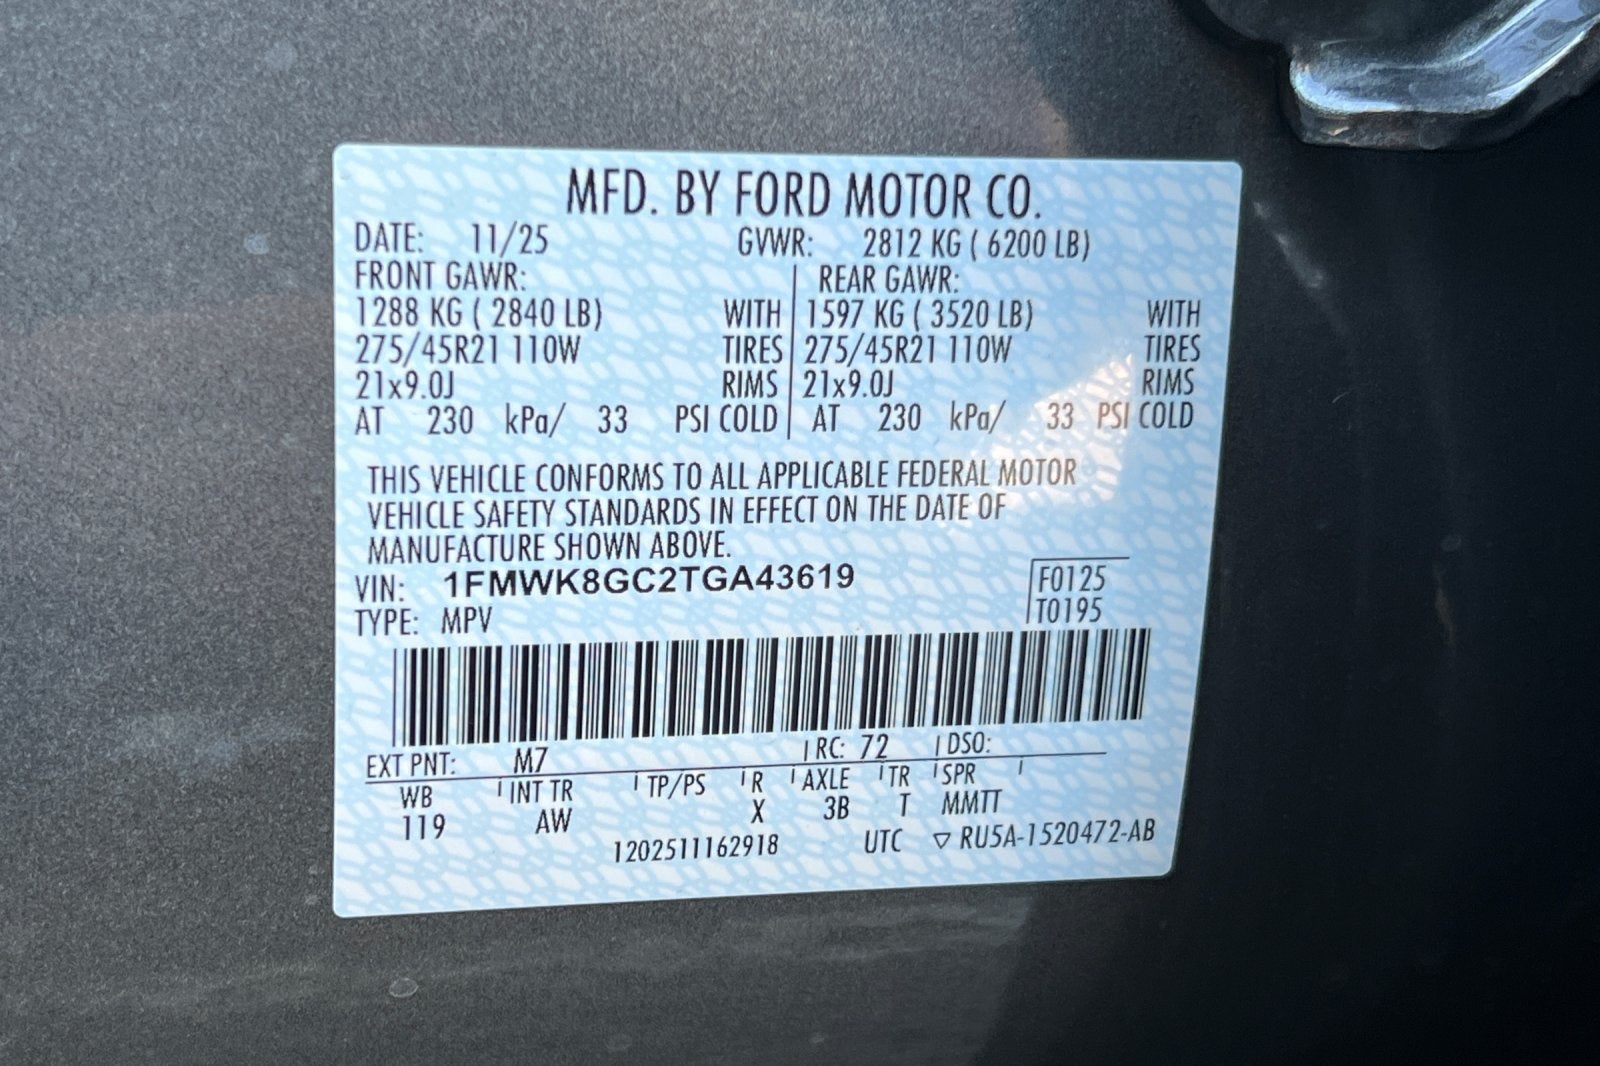 MFD. BY FORD MOTOR CO.
DATE: 11/25 GVWR: 2812 KG ( 6200 LB)
FRONT GAWR: REAR GAWR:
1288 KG ( 2840 LB) WITH 1597 KG ( 3520 LB) WITH
275/45R21 110W TIRES 275/45R21 110W TIRES
21x9.0J RIMS 21x9.0J RIMS
AT 230 kPa/ 33 PSI COLD AT 230 kPa/ 33 PSI COLD
THIS VEHICLE CONFORMS TO ALL APPLICABLE FEDERAL MOTOR
VEHICLE SAFETY STANDARDS IN EFFECT ON THE DATE OF
MANUFACTURE SHOWN ABOVE.
VIN: 1FMWK8GC2TGA43619 F0125
TYPE: MPV T0195
EXT PNT: M7 RC: 72 DSO:
WB INT TR TP/PS R AXLE TR SPR
119 AW X 3B T MMTT
1202511162918 UTC ▽ RU5A-1520472-AB